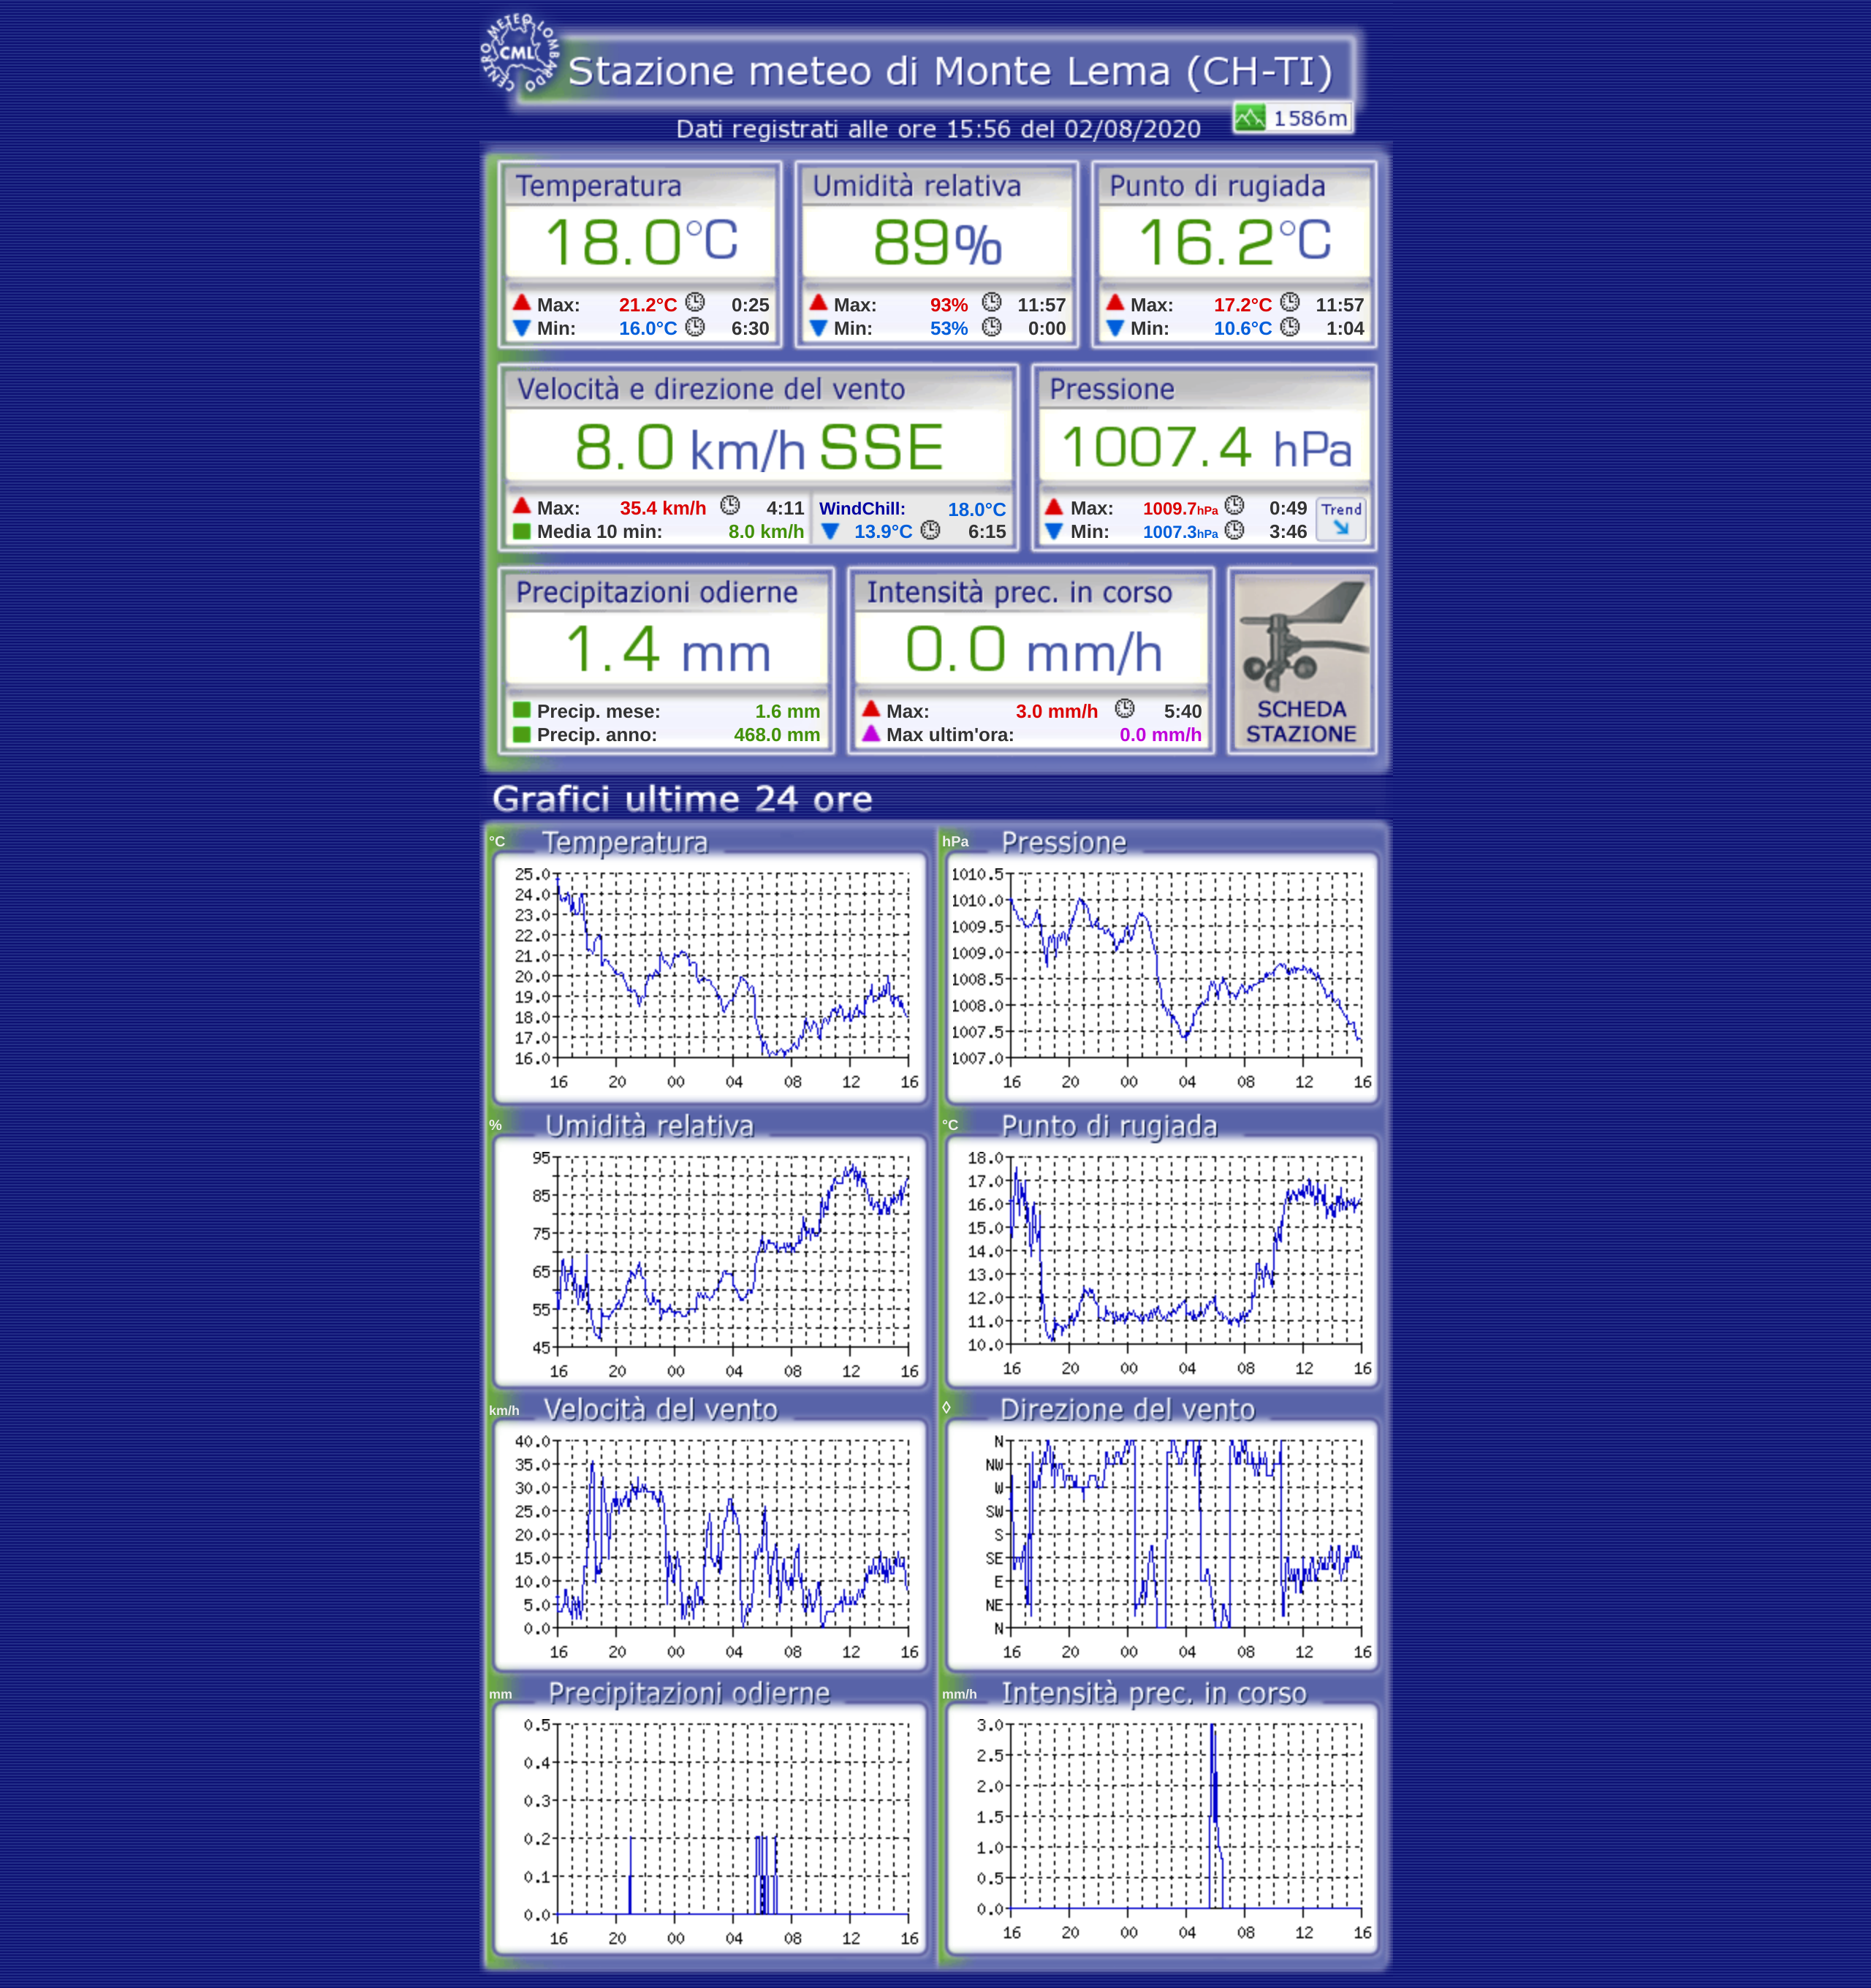 CENTRO METEO LOMBARDO
CML
Stazione meteo di Monte Lema (CH-TI)
1586m
Dati registrati alle ore 15:56 del 02/08/2020
Temperatura
18.0°C
Max: 21.2°C 0:25
Min: 16.0°C 6:30
Umidità relativa
89%
Max: 93% 11:57
Min: 53% 0:00
Punto di rugiada
16.2°C
Max: 17.2°C 11:57
Min: 10.6°C 1:04
Velocità e direzione del vento
8.0 km/h SSE
Max: 35.4 km/h 4:11
Media 10 min: 8.0 km/h
WindChill: 18.0°C
13.9°C 6:15
Pressione
1007.4 hPa
Max: 1009.7hPa 0:49
Min: 1007.3hPa 3:46
Trend
Precipitazioni odierne
1.4 mm
Precip. mese: 1.6 mm
Precip. anno: 468.0 mm
Intensità prec. in corso
0.0 mm/h
Max: 3.0 mm/h 5:40
Max ultim'ora: 0.0 mm/h
SCHEDA
STAZIONE
Grafici ultime 24 ore
°C Temperatura
25.0
24.0
23.0
22.0
21.0
20.0
19.0
18.0
17.0
16.0
16 20 00 04 08 12 16
hPa Pressione
1010.5
1010.0
1009.5
1009.0
1008.5
1008.0
1007.5
1007.0
16 20 00 04 08 12 16
% Umidità relativa
95
85
75
65
55
45
16 20 00 04 08 12 16
°C Punto di rugiada
18.0
17.0
16.0
15.0
14.0
13.0
12.0
11.0
10.0
16 20 00 04 08 12 16
km/h Velocità del vento
40.0
35.0
30.0
25.0
20.0
15.0
10.0
5.0
0.0
16 20 00 04 08 12 16
◊ Direzione del vento
N
NW
W
SW
S
SE
E
NE
N
16 20 00 04 08 12 16
mm Precipitazioni odierne
0.5
0.4
0.3
0.2
0.1
0.0
16 20 00 04 08 12 16
mm/h Intensità prec. in corso
3.0
2.5
2.0
1.5
1.0
0.5
0.0
16 20 00 04 08 12 16